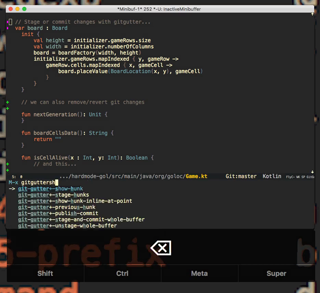 *Minibuf-1* 252 *-U: InactiveMinibuffer
// Stage or commit changes with gitgutter...
var board : Board
init {
val height = initializer.gameRows.size
val width = initializer.numberOfColumns
board = boardFactory(width, height)
initializer.gameRows.mapIndexed { y, gameRow ->
gameRow.cells.mapIndexed { x, gameCell ->
board.placeValue(BoardLocation(x, y), gameCell)
}
}
}
// we can also remove/revert git changes
fun nextGeneration(): Unit {
}
fun boardCellsData(): String {
return ""
}
fun isCellAlive(x : Int, y: Int): Boolean {
// and this...
.../hardmode-gol/src/main/java/org/goloc/Game.kt Git:master Kotlin
M-x gitguttersh
-> git-gutter+-show-hunk
git-gutter+-stage-hunks
git-gutter+-show-hunk-inline-at-point
git-gutter+-previous-hunk
git-gutter+-publish-commit
git-gutter+-stage-and-commit-whole-buffer
git-gutter+-unstage-whole-buffer
-prefix
Shift Ctrl Meta Super